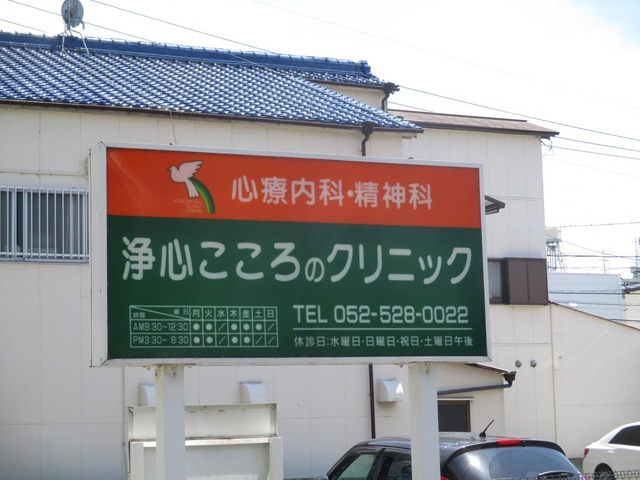 心療内科・精神科
浄心こころのクリニック
時間 曜日 月 火 水 木 金 土 日
AM9:30~12:30 ● ● / ● ● ● /
PM3:30~6:30 ● ● / ● ● / /
TEL 052-528-0022
休診日:水曜日・日曜日・祝日・土曜日午後